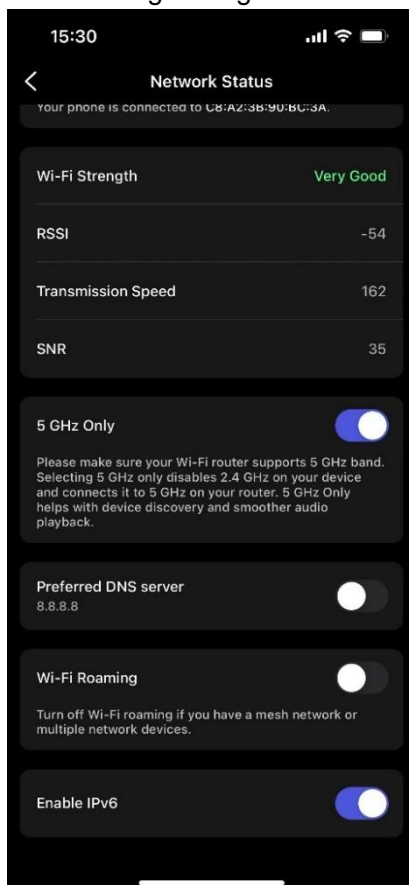 15:30
Network Status
Your phone is connected to C8:A2:3B:90:BC:3A.
Wi-Fi Strength
Very Good
RSSI
-54
Transmission Speed
162
SNR
35
5 GHz Only
Please make sure your Wi-Fi router supports 5 GHz band.
Selecting 5 GHz only disables 2.4 GHz on your device
and connects it to 5 GHz on your router. 5 GHz Only
helps with device discovery and smoother audio
playback.
Preferred DNS server
8.8.8.8
Wi-Fi Roaming
Turn off Wi-Fi roaming if you have a mesh network or
multiple network devices.
Enable IPv6